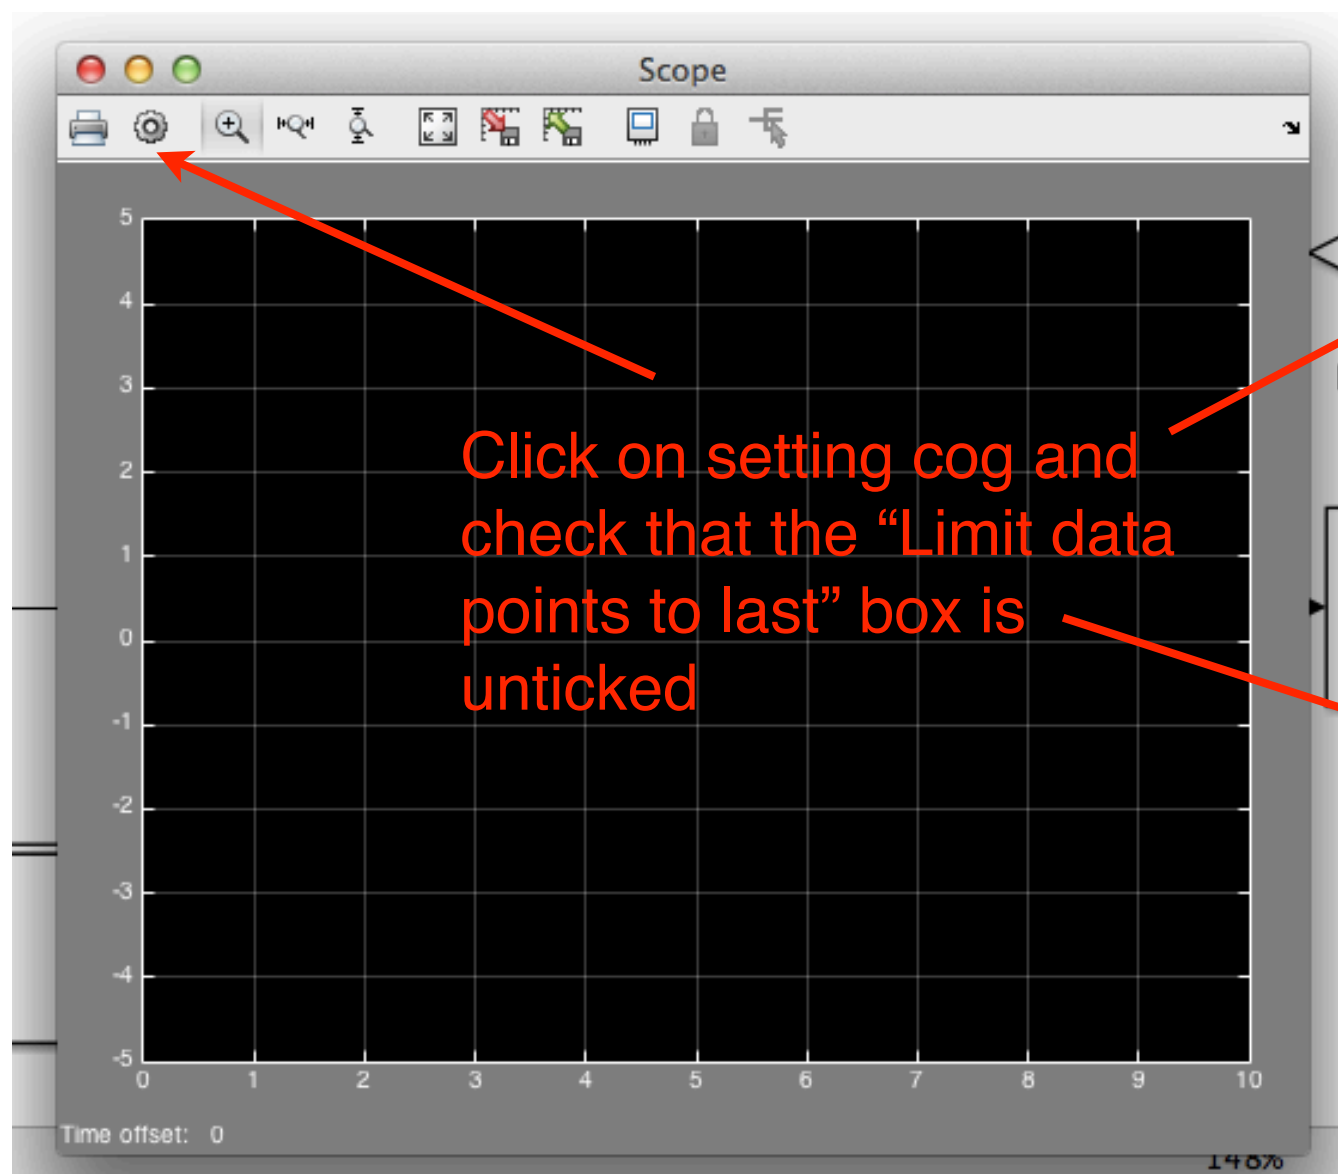 Scope
5
4
3
2
1
0
-1
-2
-3
-4
-5
Click on setting cog and
check that the “Limit data
points to last” box is
unticked
0 1 2 3 4 5 6 7 8 9 10
Time offset: 0
148%